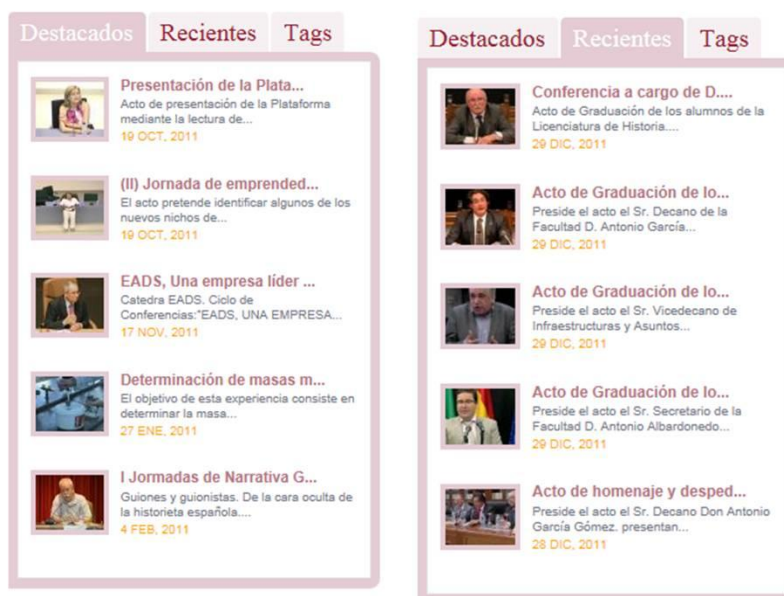 Destacados Recientes Tags
Presentación de la Plata...
Acto de presentación de la Plataforma
mediante la lectura de...
19 OCT, 2011
(II) Jornada de emprended...
El acto pretende identificar algunos de los
nuevos nichos de...
19 OCT, 2011
EADS, Una empresa líder ...
Catedra EADS. Ciclo de
Conferencias:"EADS, UNA EMPRESA...
17 NOV, 2011
Determinación de masas m...
El objetivo de esta experiencia consiste en
determinar la masa...
27 ENE, 2011
I Jormadas de Narrativa G...
Guiones y guionistas. De la cara oculta de
la historieta española....
4 FEB, 2011
Destacados Recientes Tags
Conferencia a cargo de D....
Acto de Graduación de los alumnos de la
Licenciatura de Historia....
29 DIC, 2011
Acto de Graduación de lo...
Preside el acto el Sr. Decano de la
Facultad D. Antonio García...
29 DIC, 2011
Acto de Graduación de lo...
Preside el acto el Sr. Vicedecano de
Infraestructuras y Asuntos...
29 DIC, 2011
Acto de Graduación de lo...
Preside el acto el Sr. Secretario de la
Facultad D. Antonio Albardonedo...
29 DIC, 2011
Acto de homenaje y desped...
Preside el acto el Sr. Decano Don Antonio
García Gómez. presentan...
28 DIC, 2011